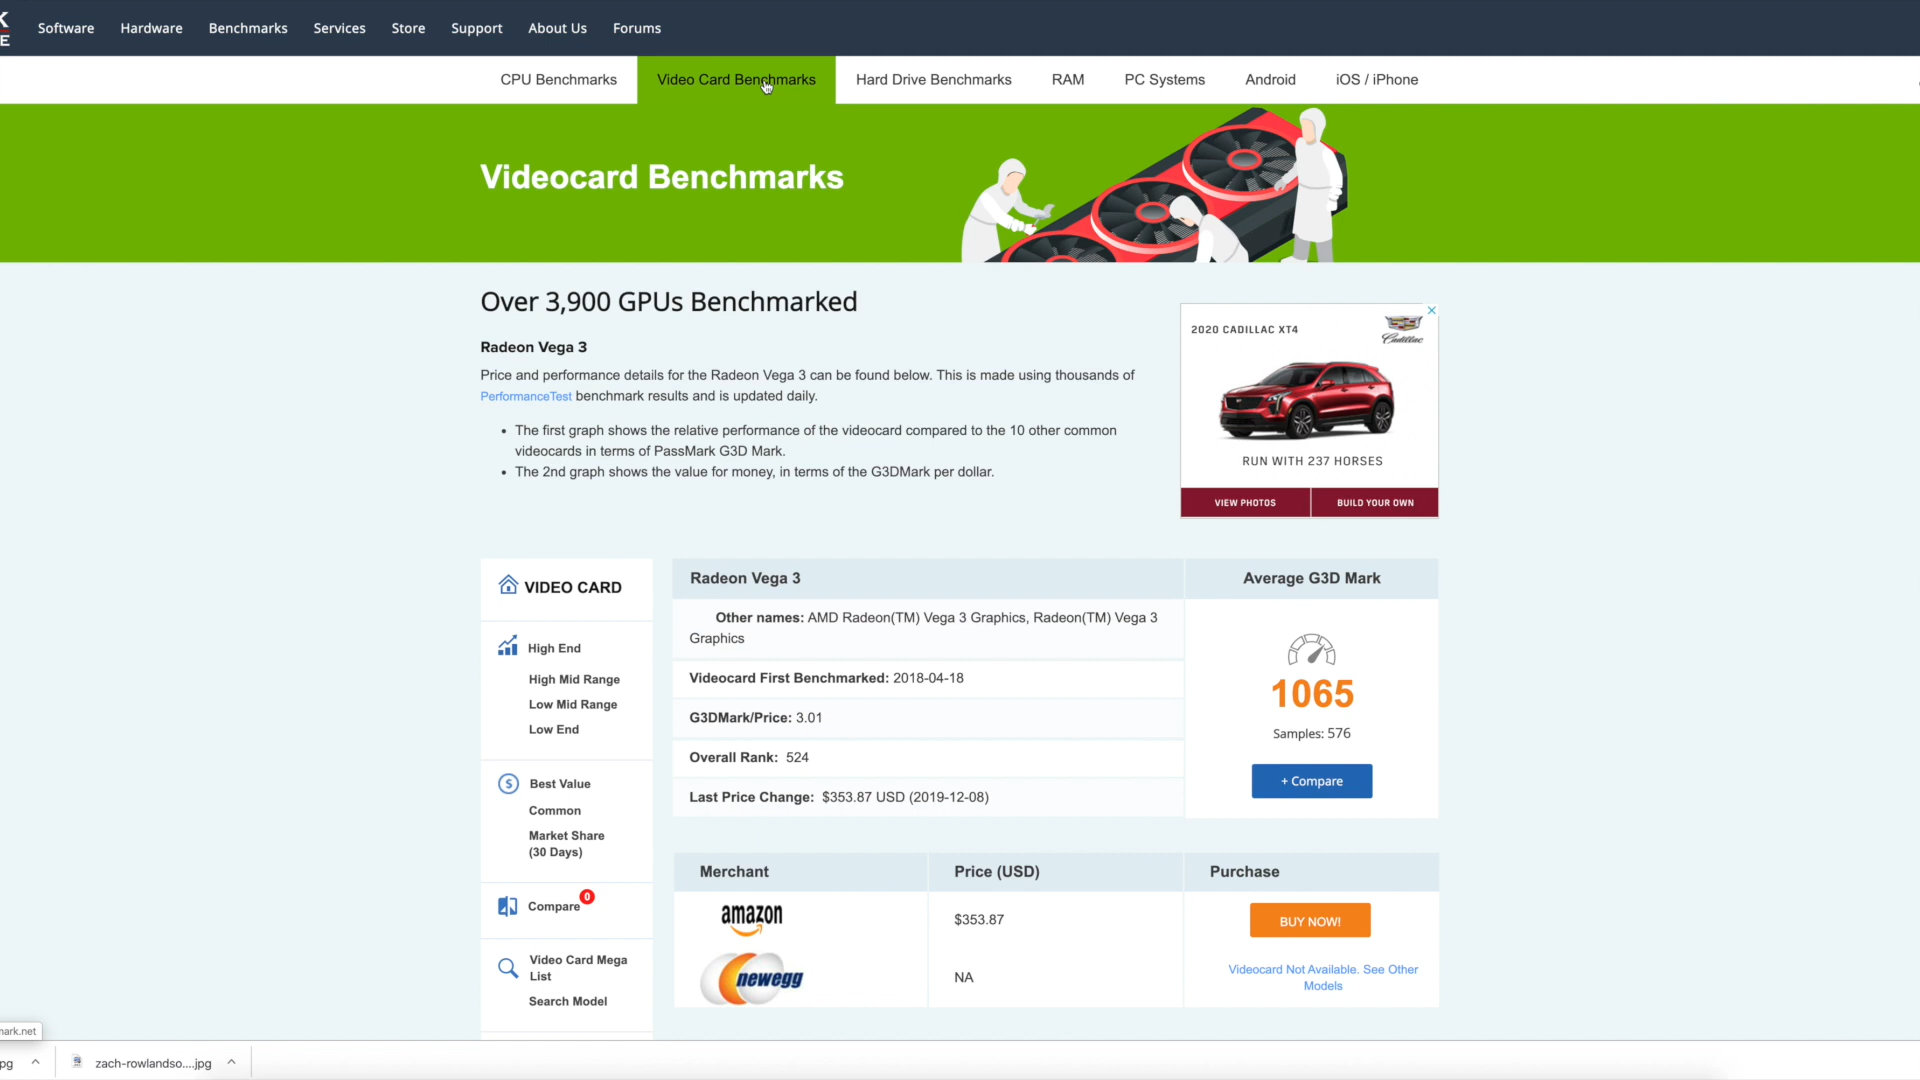 K
E
Software Hardware Benchmarks Services Store Support About Us Forums
CPU Benchmarks Video Card Benchmarks Hard Drive Benchmarks RAM PC Systems Android iOS / iPhone
Videocard Benchmarks
Over 3,900 GPUs Benchmarked
Radeon Vega 3
Price and performance details for the Radeon Vega 3 can be found below. This is made using thousands of
PerformanceTest benchmark results and is updated daily.
• The first graph shows the relative performance of the videocard compared to the 10 other common
videocards in terms of PassMark G3D Mark.
• The 2nd graph shows the value for money, in terms of the G3DMark per dollar.
2020 CADILLAC XT4
Cadillac
RUN WITH 237 HORSES
VIEW PHOTOS BUILD YOUR OWN
VIDEO CARD
High End
High Mid Range
Low Mid Range
Low End
Best Value
Common
Market Share
(30 Days)
Compare 0
Video Card Mega
List
Search Model
Radeon Vega 3
Other names: AMD Radeon(TM) Vega 3 Graphics, Radeon(TM) Vega 3
Graphics
Videocard First Benchmarked: 2018-04-18
G3DMark/Price: 3.01
Overall Rank: 524
Last Price Change: $353.87 USD (2019-12-08)
Average G3D Mark
1065
Samples: 576
+ Compare
Merchant Price (USD) Purchase
amazon $353.87 BUY NOW!
newegg NA Videocard Not Available. See Other
Models
mark.net
pg zach-rowlandso....jpg